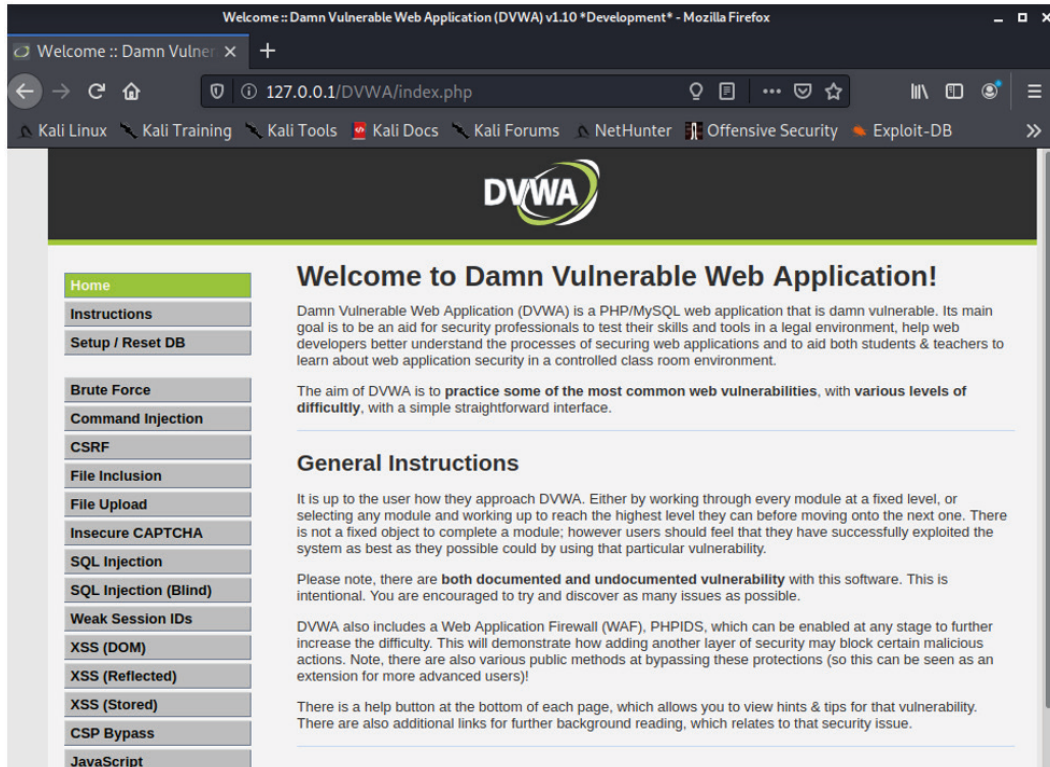 Welcome :: Damn Vulnerable Web Application (DVWA) v1.10 *Development* - Mozilla Firefox
Welcome :: Damn Vulner
127.0.0.1/DVWA/index.php
Kali Linux Kali Training Kali Tools Kali Docs Kali Forums NetHunter Offensive Security Exploit-DB
DVWA
Home
Instructions
Setup / Reset DB
Brute Force
Command Injection
CSRF
File Inclusion
File Upload
Insecure CAPTCHA
SQL Injection
SQL Injection (Blind)
Weak Session IDs
XSS (DOM)
XSS (Reflected)
XSS (Stored)
CSP Bypass
JavaScript
Welcome to Damn Vulnerable Web Application!
Damn Vulnerable Web Application (DVWA) is a PHP/MySQL web application that is damn vulnerable. Its main
goal is to be an aid for security professionals to test their skills and tools in a legal environment, help web
developers better understand the processes of securing web applications and to aid both students & teachers to
learn about web application security in a controlled class room environment.
The aim of DVWA is to practice some of the most common web vulnerabilities, with various levels of
difficultly, with a simple straightforward interface.
General Instructions
It is up to the user how they approach DVWA. Either by working through every module at a fixed level, or
selecting any module and working up to reach the highest level they can before moving onto the next one. There
is not a fixed object to complete a module; however users should feel that they have successfully exploited the
system as best as they possible could by using that particular vulnerability.
Please note, there are both documented and undocumented vulnerability with this software. This is
intentional. You are encouraged to try and discover as many issues as possible.
DVWA also includes a Web Application Firewall (WAF), PHPIDS, which can be enabled at any stage to further
increase the difficulty. This will demonstrate how adding another layer of security may block certain malicious
actions. Note, there are also various public methods at bypassing these protections (so this can be seen as an
extension for more advanced users)!
There is a help button at the bottom of each page, which allows you to view hints & tips for that vulnerability.
There are also additional links for further background reading, which relates to that security issue.